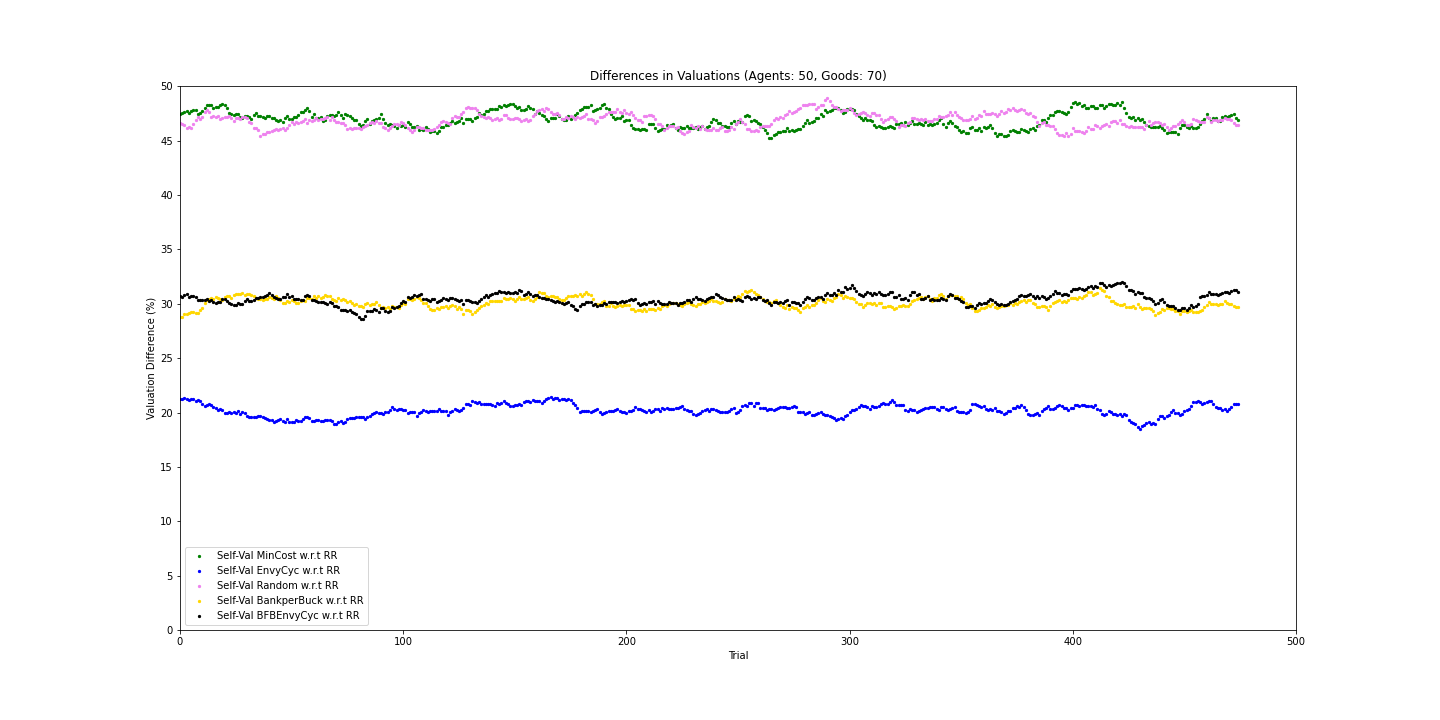 Differences in Valuations (Agents: 50, Goods: 70)
50
45
40
35
30
25
20
15
10
5
0
Valuation Difference (%)
Self-Val MinCost w.r.t RR
Self-Val EnvyCyc w.r.t RR
Self-Val Random w.r.t RR
Self-Val BankperBuck w.r.t RR
Self-Val BFBEnvyCyc w.r.t RR
0 100 200 300 400 500
Trial